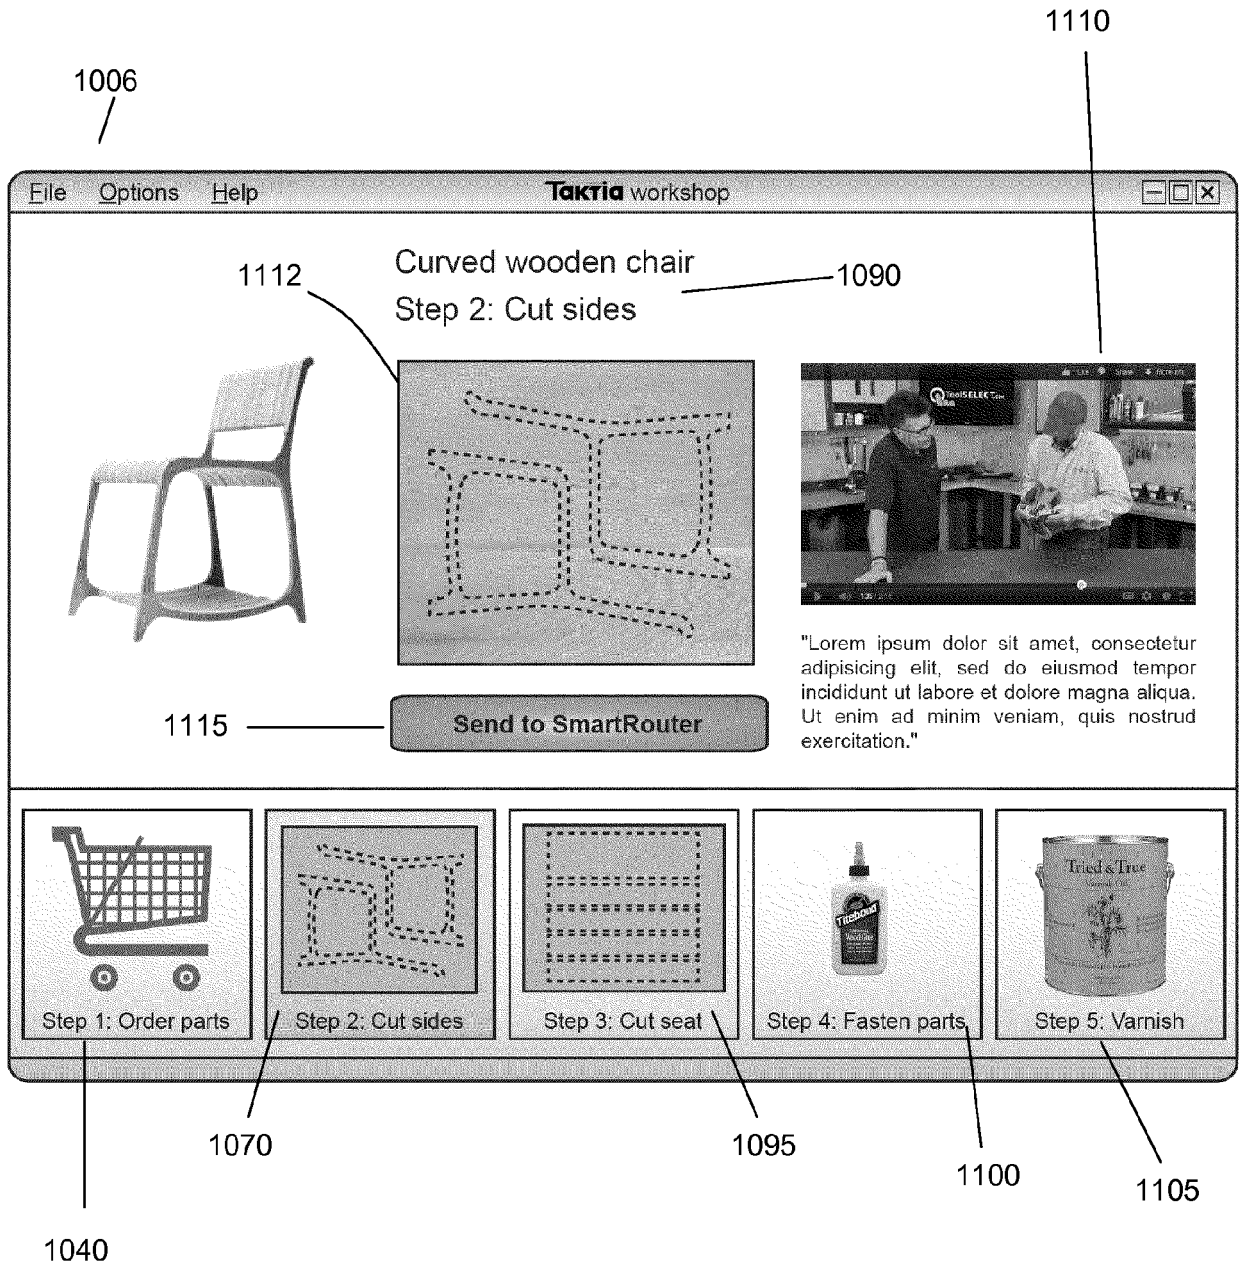 1110
1006
File Options Help
Taktia workshop
Curved wooden chair
1112
1090
Step 2: Cut sides
ToolSELECT.com
Share
"Lorem ipsum dolor sit amet, consectetur
adipisicing elit, sed do eiusmod tempor
incididunt ut labore et dolore magna aliqua.
Ut enim ad minim veniam, quis nostrud
exercitation."
1115
Send to SmartRouter
Tried & True
Titebond
Step 1: Order parts
Step 2: Cut sides
Step 3: Cut seat
Step 4: Fasten parts
Step 5: Varnish
1070
1095
1100
1105
1040